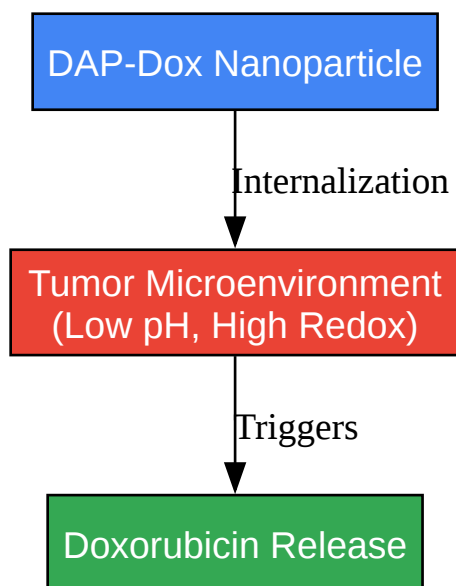 DAP-Dox Nanoparticle
Internalization
Tumor Microenvironment
(Low pH, High Redox)
Triggers
Doxorubicin Release